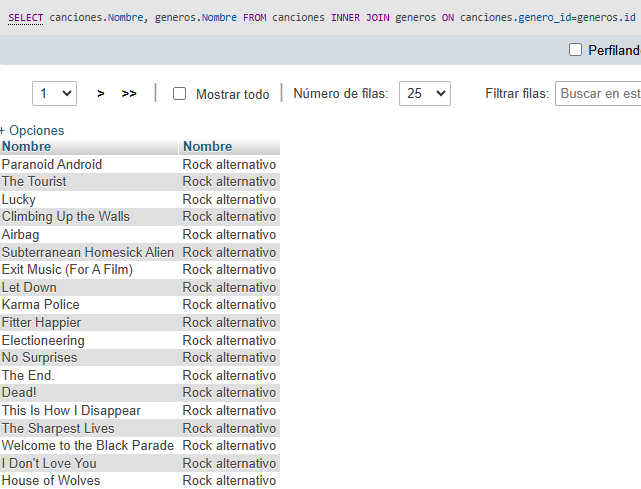 SELECT canciones.Nombre, generos.Nombre FROM canciones INNER JOIN generos ON canciones.genero_id=generos.id
Perfiland
1 > >> | Mostrar todo | Número de filas: 25 Filtrar filas: Buscar en est
+ Opciones
Nombre Nombre
Paranoid Android Rock alternativo
The Tourist Rock alternativo
Lucky Rock alternativo
Climbing Up the Walls Rock alternativo
Airbag Rock alternativo
Subterranean Homesick Alien Rock alternativo
Exit Music (For A Film) Rock alternativo
Let Down Rock alternativo
Karma Police Rock alternativo
Fitter Happier Rock alternativo
Electioneering Rock alternativo
No Surprises Rock alternativo
The End. Rock alternativo
Dead! Rock alternativo
This Is How I Disappear Rock alternativo
The Sharpest Lives Rock alternativo
Welcome to the Black Parade Rock alternativo
I Don't Love You Rock alternativo
House of Wolves Rock alternativo